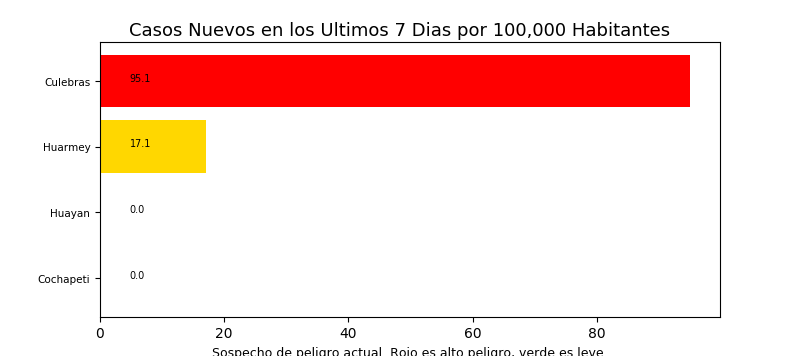 Casos Nuevos en los Ultimos 7 Dias por 100,000 Habitantes
Culebras 95.1
Huarmey 17.1
Huayan 0.0
Cochapeti 0.0
0 20 40 60 80
Sospecho de peligro actual. Rojo es alto peligro, verde es leve